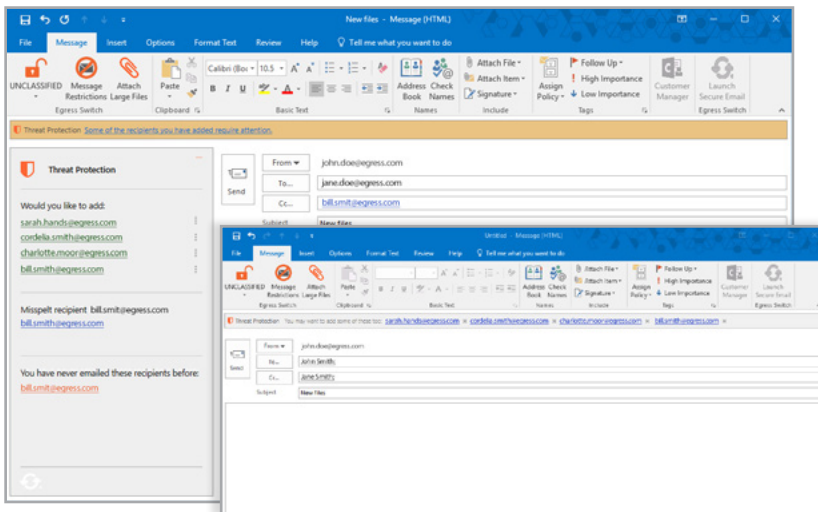 New files - Message (HTML)
File Message Insert Options Format Text Review Help Tell me what you want to do
UNCLASSIFIED Message Restrictions Attach Large Files Paste Calibri (Boc 10.5 A A Address Book Check Names Attach File Attach Item Signature Assign Policy Follow Up High Importance Low Importance Customer Manager Launch Secure Email
B I U A
Egress Switch Clipboard Basic Text Names Include Tags Egress Switch
Threat Protection Some of the recipients you have added require attention.
Threat Protection
Would you like to add:
sarah.hands@egress.com
cordelia.smith@egress.com
charlotte.moor@egress.com
bill.smith@egress.com
Misspelt recipient bill.smit@egress.com
bill.smith@egress.com
You have never emailed these recipients before:
bill.smit@egress.com
Send
From john.doe@egress.com
To... jane.doe@egress.com
Cc... bill.smit@egress.com
Subject New files
Untitled - Message (HTML)
File Message Insert Options Format Text Review Help Tell me what you want to do
UNCLASSIFIED Message Restrictions Attach Large Files Paste Address Book Check Names Attach File Attach Item Signature Assign Policy Follow Up High Importance Low Importance Customer Manager Launch Secure Email
B I U A
Egress Switch Clipboard Basic Text Names Include Tags Egress Switch
Threat Protection You may want to add some of these too: sarah.hands@egress.com × cordelia.smith@egress.com × charlotte.moor@egress.com × bill.smith@egress.com ×
Send
From john.doe@egress.com
To... John Smith;
Cc... Jane Smith;
Subject New Files